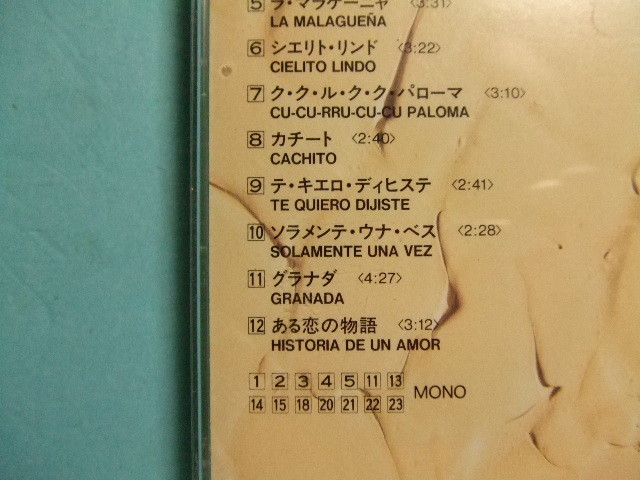 5 ラ・マラゲーニャ 〈3:31〉
LA MALAGUEÑA
6 シエリト・リンド 〈3:22〉
CIELITO LINDO
7 ク・ク・ル・ク・ク・パローマ 〈3:10〉
CU-CU-RRU-CU-CU PALOMA
8 カチート 〈2:40〉
CACHITO
9 テ・キエロ・ディヒステ 〈2:41〉
TE QUIERO DIJISTE
10 ソラメンテ・ウナ・ベス 〈2:28〉
SOLAMENTE UNA VEZ
11 グラナダ 〈4:27〉
GRANADA
12 ある恋の物語 〈3:12〉
HISTORIA DE UN AMOR
1 2 3 4 5 11 13
14 15 18 20 21 22 23 MONO